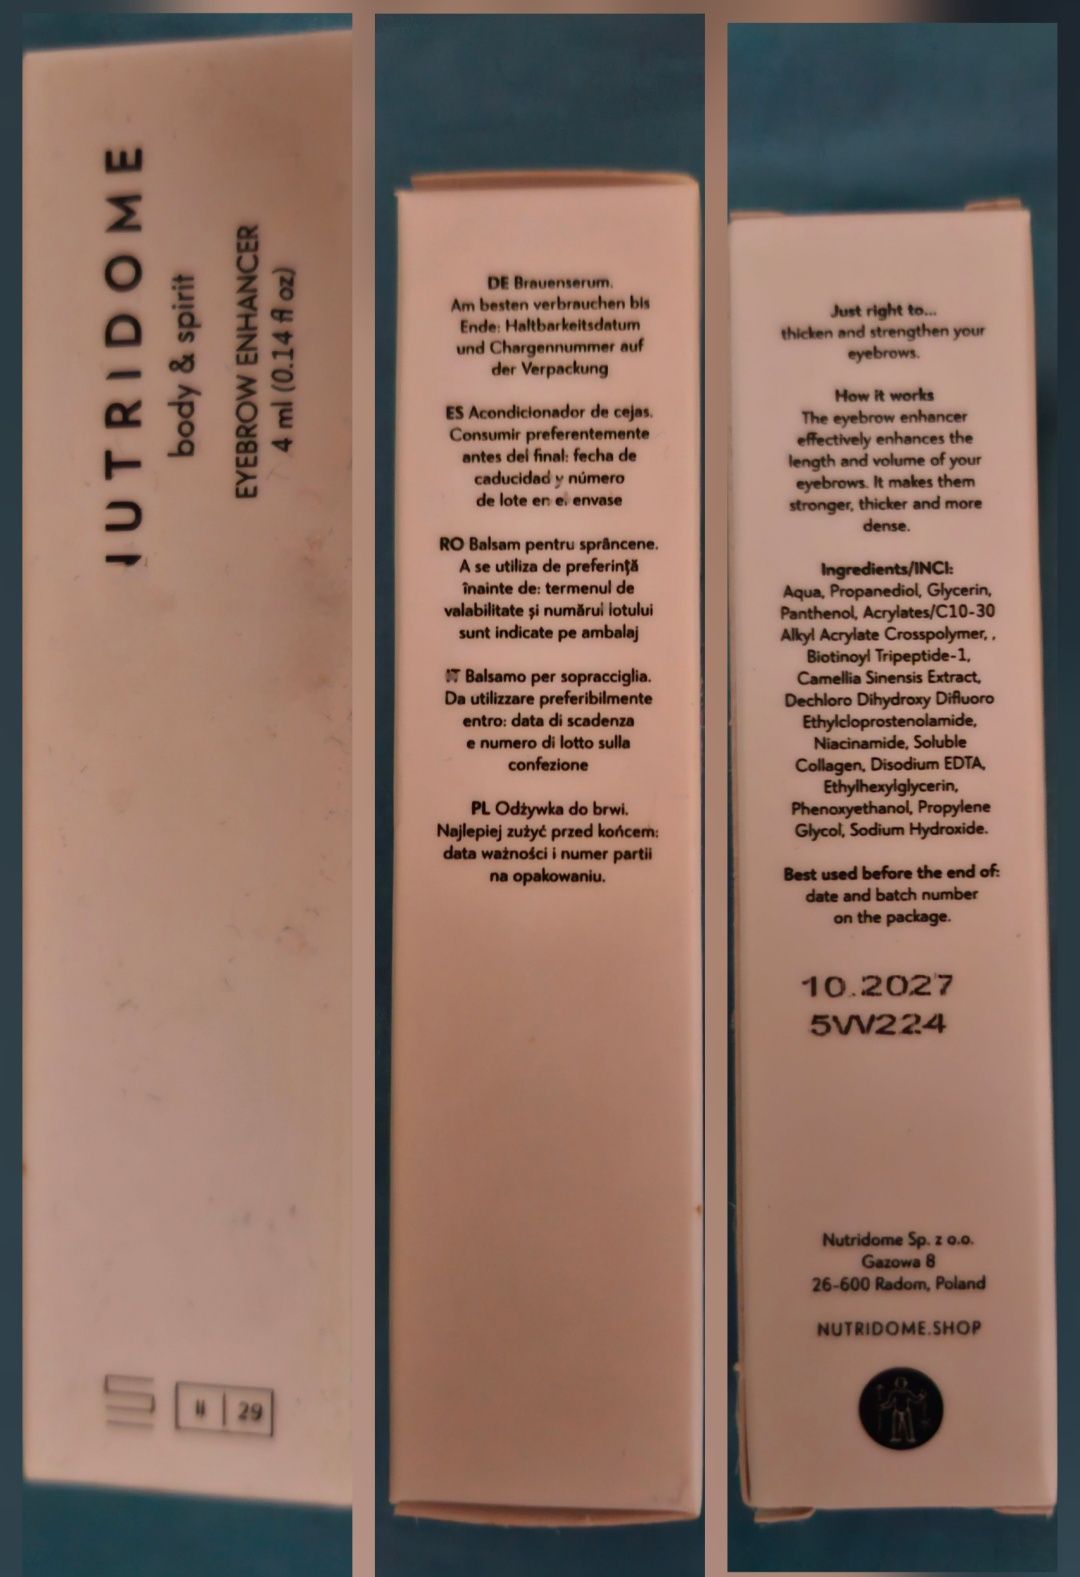 NUTRIDOME
body & spirit
EYEBROW ENHANCER
4 ml (0.14 fl oz)
29
DE Brauenserum.
Am besten verbrauchen bis
Ende: Haltbarkeitsdatum
und Chargennummer auf
der Verpackung
ES Acondicionador de cejas.
Consumir preferentemente
antes del final: fecha de
caducidad y número
de lote en el envase
RO Balsam pentru sprâncene.
A se utiliza de preferință
înainte de: termenul de
valabilitate și numărul lotului
sunt indicate pe ambalaj
IT Balsamo per sopracciglia.
Da utilizzare preferibilmente
entro: data di scadenza
e numero di lotto sulla
confezione
PL Odżywka do brwi.
Najlepiej zużyć przed końcem:
data ważności i numer partii
na opakowaniu.
Just right to...
thicken and strengthen your
eyebrows.
How it works
The eyebrow enhancer
effectively enhances the
length and volume of your
eyebrows. It makes them
stronger, thicker and more
dense.
Ingredients/INCI:
Aqua, Propanediol, Glycerin,
Panthenol, Acrylates/C10-30
Alkyl Acrylate Crosspolymer, ,
Biotinoyl Tripeptide-1,
Camellia Sinensis Extract,
Dechloro Dihydroxy Difluoro
Ethylcloprostenolamide,
Niacinamide, Soluble
Collagen, Disodium EDTA,
Ethylhexylglycerin,
Phenoxyethanol, Propylene
Glycol, Sodium Hydroxide.
Best used before the end of:
date and batch number
on the package.
10.2027
5W224
Nutridome Sp. z o.o.
Gazowa 8
26-600 Radom, Poland
NUTRIDOME.SHOP